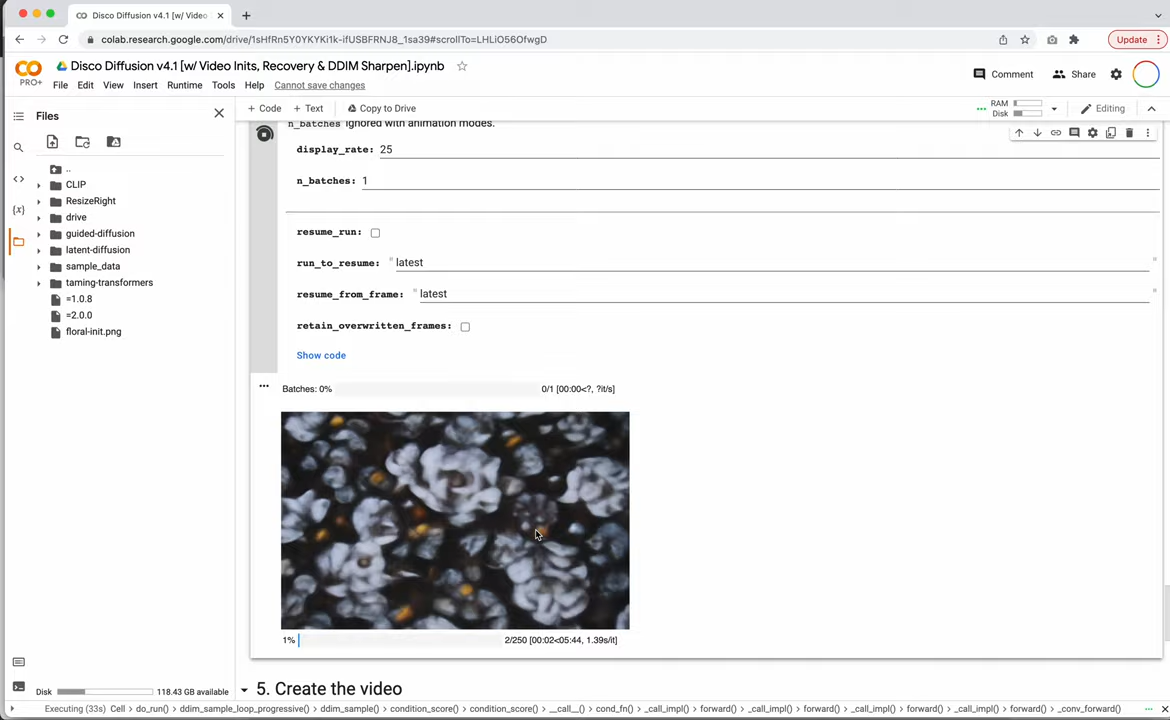 Disco Diffusion v4.1 [w/ Video
colab.research.google.com/drive/1sHfRn5Y0YKYKi1k-ifUSBFRNJ8_1sa39#scrollTo=LHLiO56OfwgD
Update
PRO+
Disco Diffusion v4.1 [w/ Video Inits, Recovery & DDIM Sharpen].ipynb
File Edit View Insert Runtime Tools Help Cannot save changes
Comment Share
Files
+ Code + Text Copy to Drive
RAM
Disk
Editing
..
CLIP
ResizeRight
drive
guided-diffusion
latent-diffusion
sample_data
taming-transformers
=1.0.8
=2.0.0
floral-init.png
Disk 118.43 GB available
n_batches ignored with animation modes.
display_rate: 25
n_batches: 1
resume_run:
run_to_resume: " latest "
resume_from_frame: " latest "
retain_overwritten_frames:
Show code
Batches: 0% 0/1 [00:00<?, ?it/s]
1% 2/250 [00:02<05:44, 1.39s/it]
5. Create the video
Executing (33s) Cell > do_run() > ddim_sample_loop_progressive() > ddim_sample() > condition_score() > condition_score() > __call__() > cond_fn() > _call_impl() > forward() > _call_impl() > forward() > _call_impl() > forward() > _call_impl() > forward() > _conv_forward()